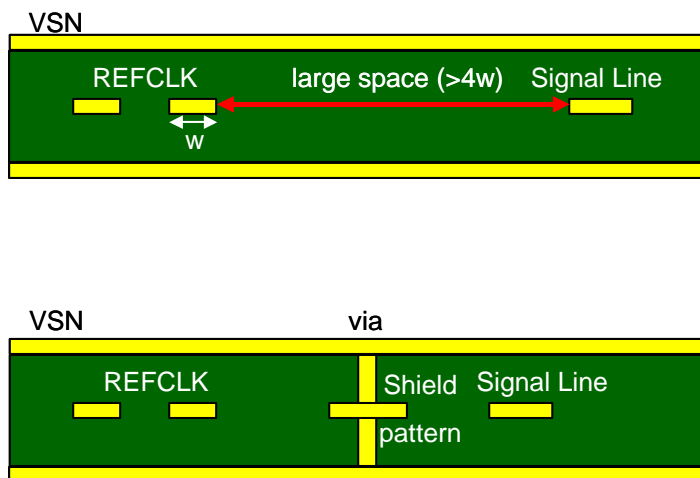 VSN
REFCLK
large space (>4w)
Signal Line
w
VSN
via
REFCLK
Shield
Signal Line
pattern